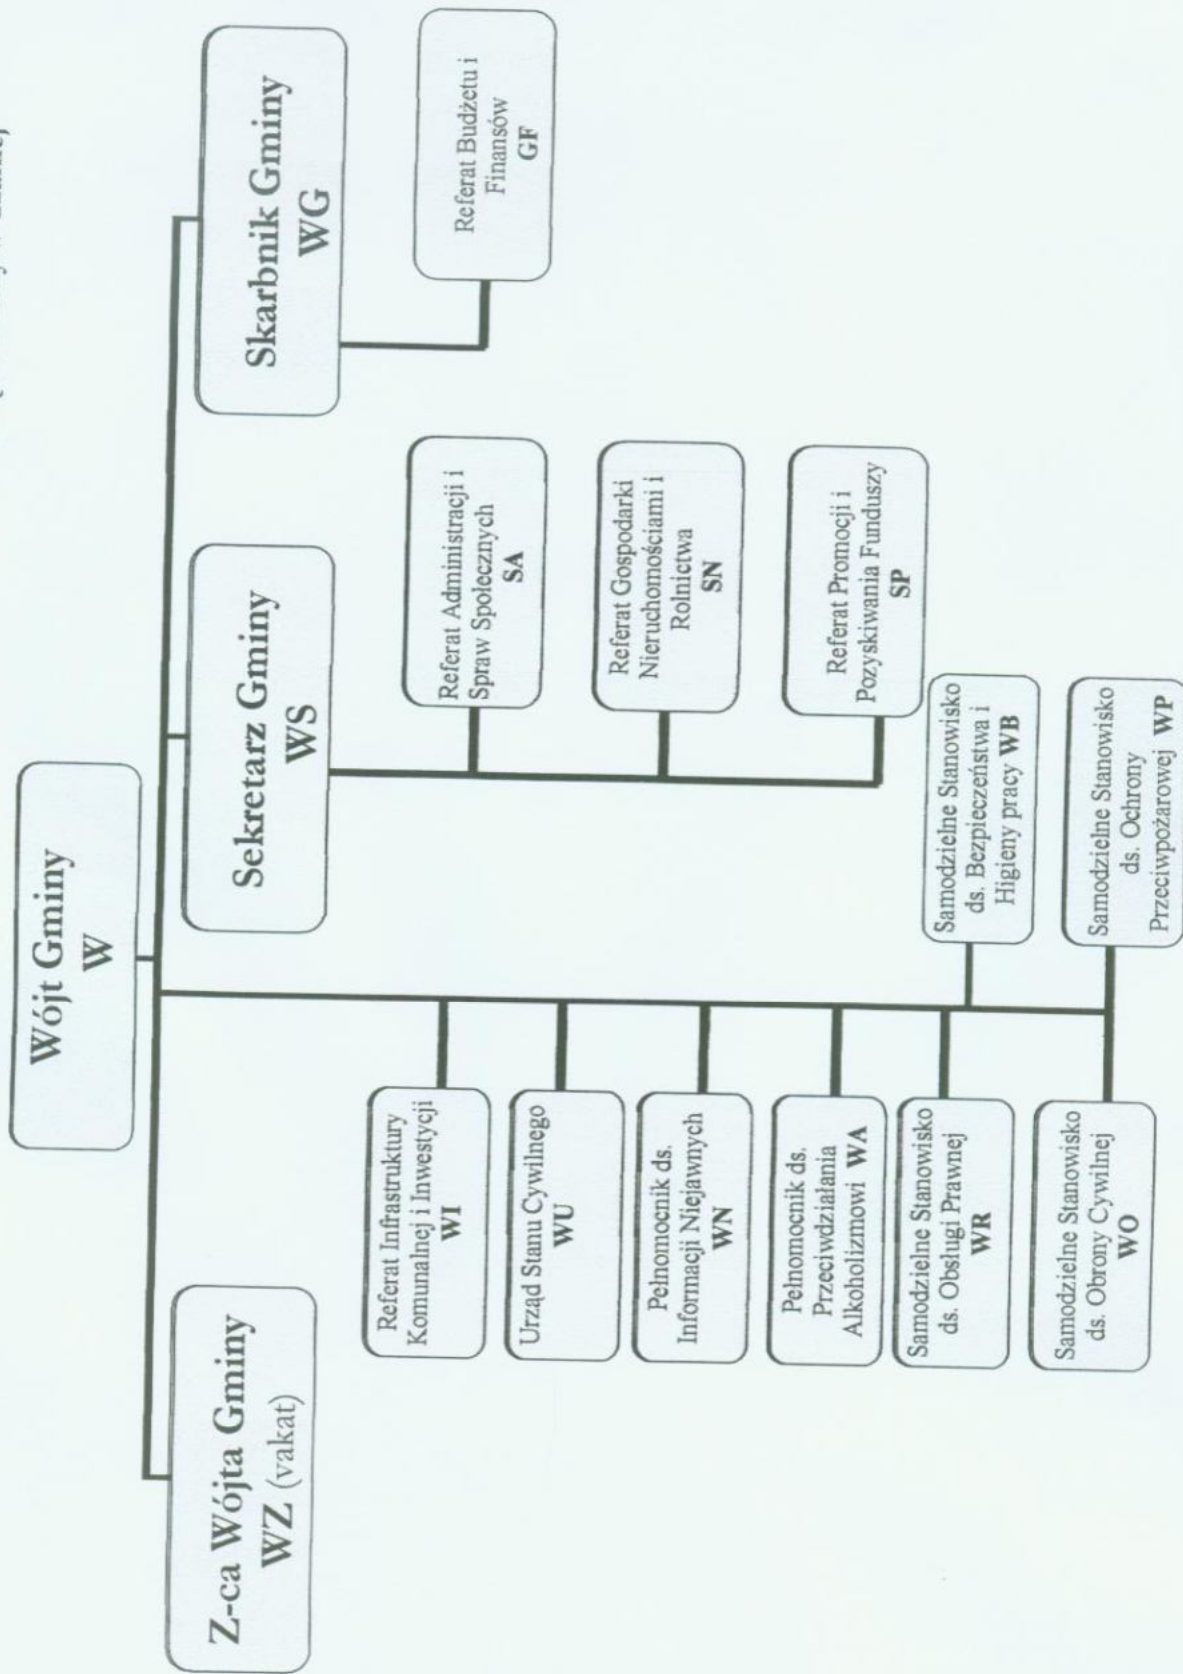 Wójt Gminy
W
Z-ca Wójta Gminy
WZ (vakat)
Sekretarz Gminy
WS
Skarbnik Gminy
WG
Referat Infrastruktury
Komunalnej i Inwestycji
WI
Urząd Stanu Cywilnego
WU
Pełnomocnik ds.
Informacji Niejawnych
WN
Pełnomocnik ds.
Przeciwdziałania
Alkoholizmowi WA
Samodzielne Stanowisko
ds. Obsługi Prawnej
WR
Samodzielne Stanowisko
ds. Obrony Cywilnej
WO
Samodzielne Stanowisko
ds. Bezpieczeństwa i
Higieny pracy WB
Samodzielne Stanowisko
ds. Ochrony
Przeciwpożarowej WP
Referat Administracji i
Spraw Społecznych
SA
Referat Gospodarki
Nieruchomościami i
Rolnictwa
SN
Referat Promocji i
Pozyskiwania Funduszy
SP
Referat Budżetu i
Finansów
GF